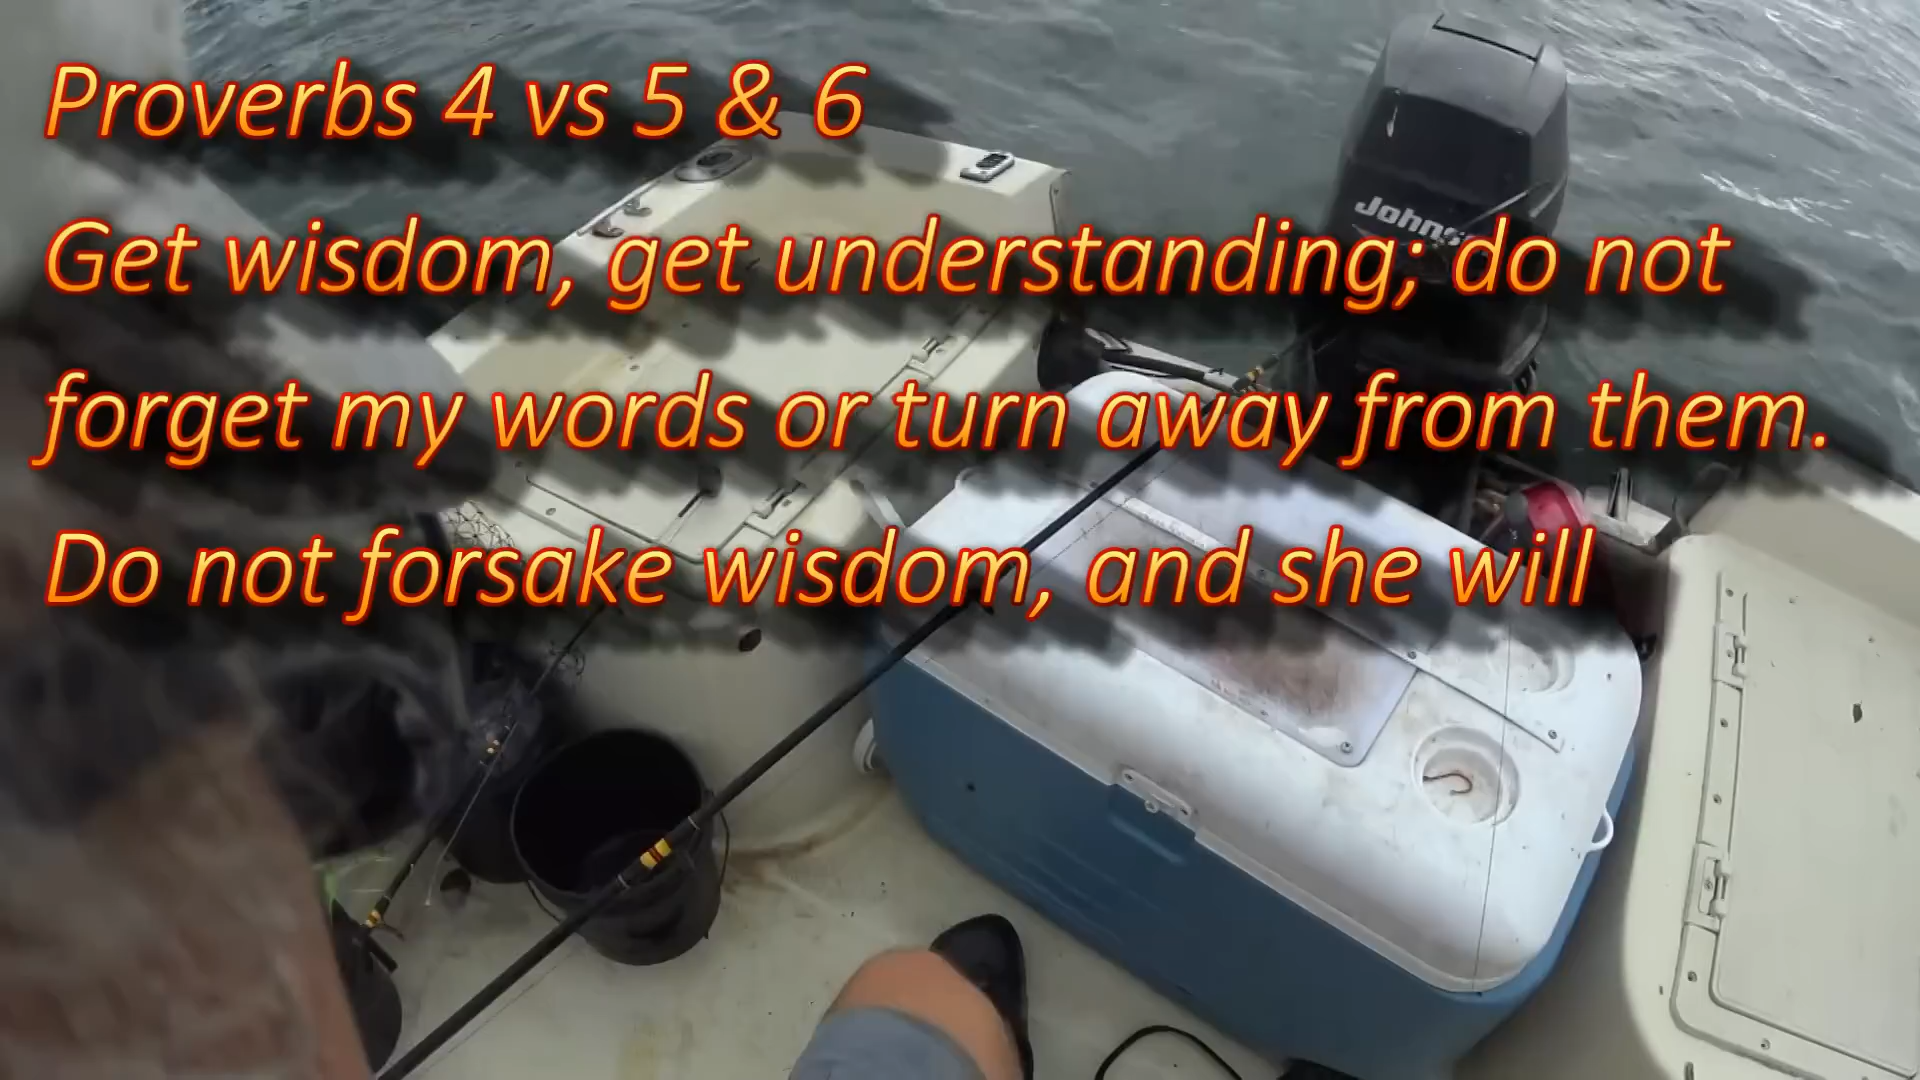 Proverbs 4 vs 5 & 6
Get wisdom, get understanding; do not
forget my words or turn away from them.
Do not forsake wisdom, and she will
Johns